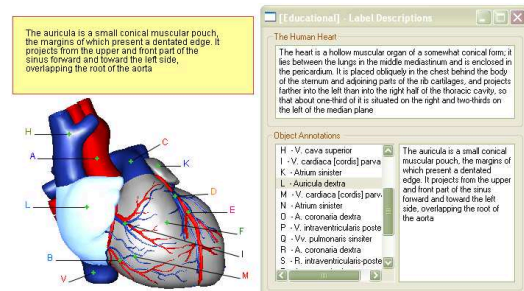 The auricula is a small conical muscular pouch,
the margins of which present a dentated edge. It
projects from the upper and front part of the
sinus forward and toward the left side,
overlapping the root of the aorta
H
A
L
B
V
C
K
D
E
F
I
M
[Educational] - Label Descriptions
The Human Heart
The heart is a hollow muscular organ of a somewhat conical form; it
lies between the lungs in the middle mediastinum and is enclosed in
the pericardium. It is placed obliquely in the chest behind the body
of the sternum and adjoining parts of the rib cartilages, and projects
farther into the left than into the right half of the thoracic cavity, so
that about one-third of it is situated on the right and two-thirds on
the left of the median plane
Object Annotations
H - V. cava superior
I - V. cardiaca [cordis] parva
K - Atrium sinister
L - Auricula dextra
M - V. cardiaca [cordis] parva
N - Atrium sinister
O - A. coronaria dextra
P - V. intraventricularis poste
Q - Vv. pulmonaris sinsiter
R - A. coronaria dextra
S - R. intraventricularis-poste
The auricula is a small conical
muscular pouch, the margins of
which present a dentated
edge. It projects from the upper
and front part of the sinus
forward and toward the left
side, overlapping the root of
the aorta